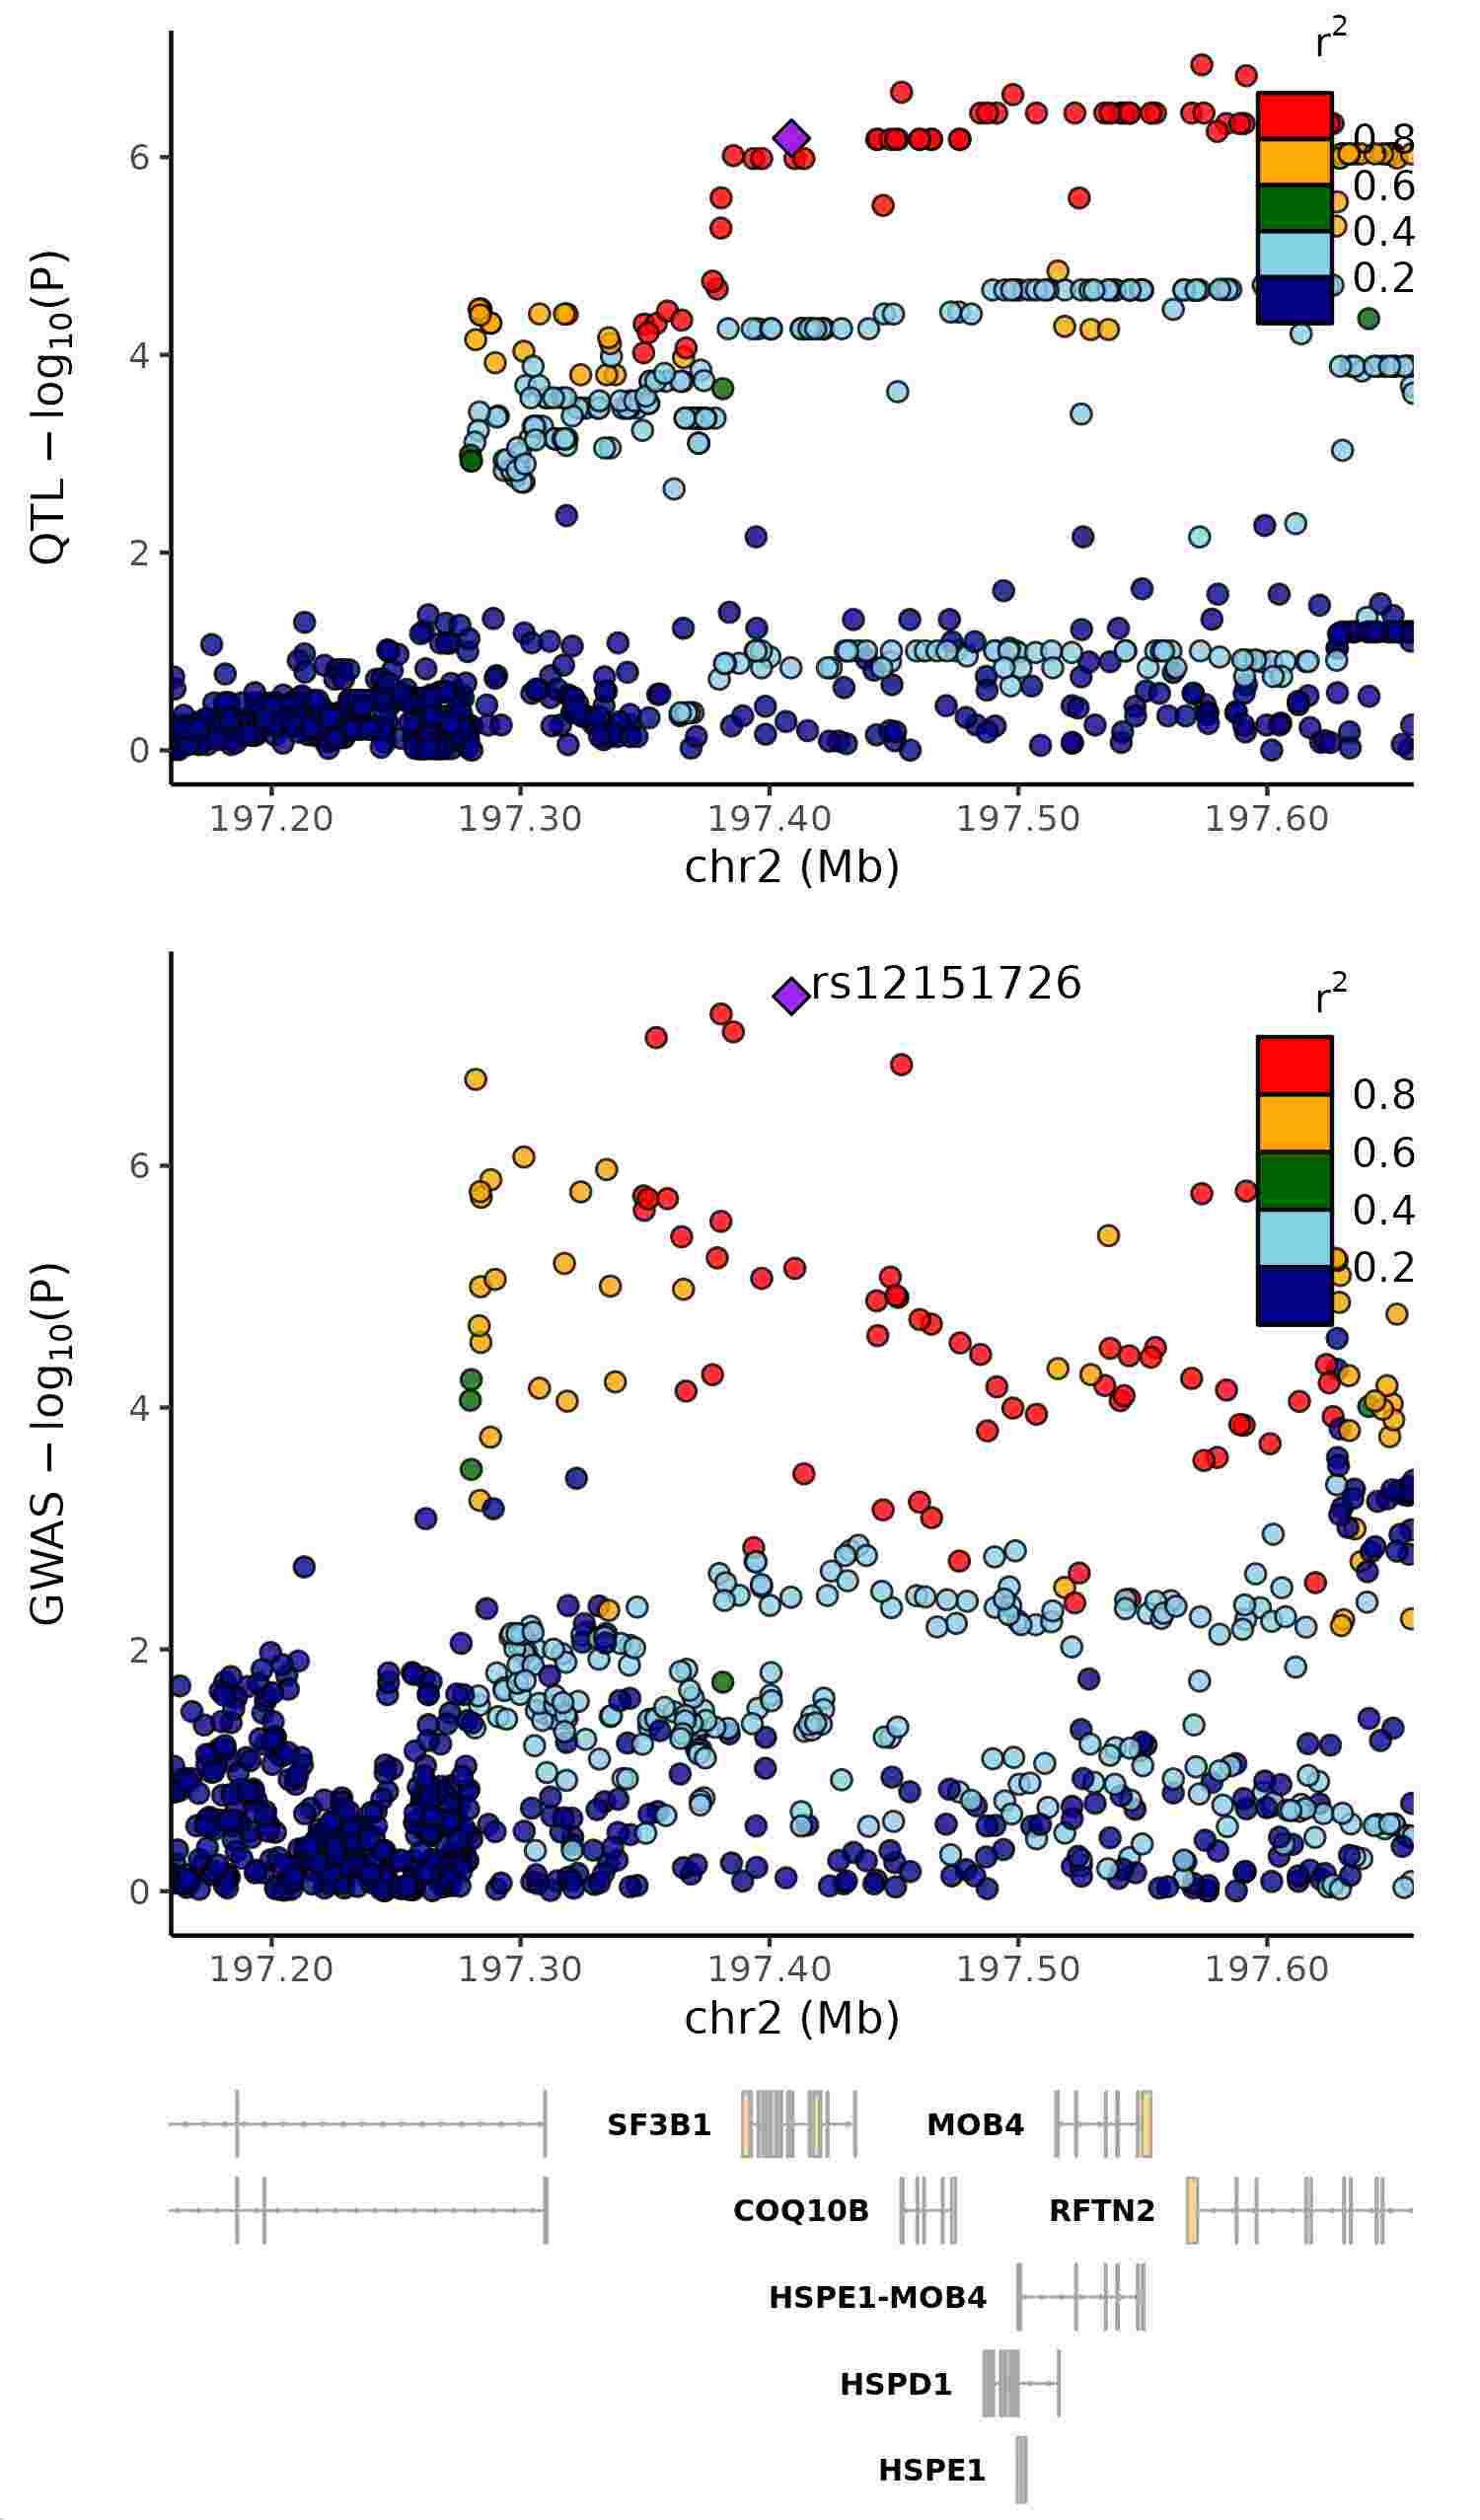 r²
6
4
2
0
QTL − log₁₀(P)
0.8
0.6
0.4
0.2
197.20 197.30 197.40 197.50 197.60
chr2 (Mb)
rs12151726
r²
6
4
2
0
GWAS − log₁₀(P)
0.8
0.6
0.4
0.2
197.20 197.30 197.40 197.50 197.60
chr2 (Mb)
SF3B1 MOB4
COQ10B RFTN2
HSPE1-MOB4
HSPD1
HSPE1